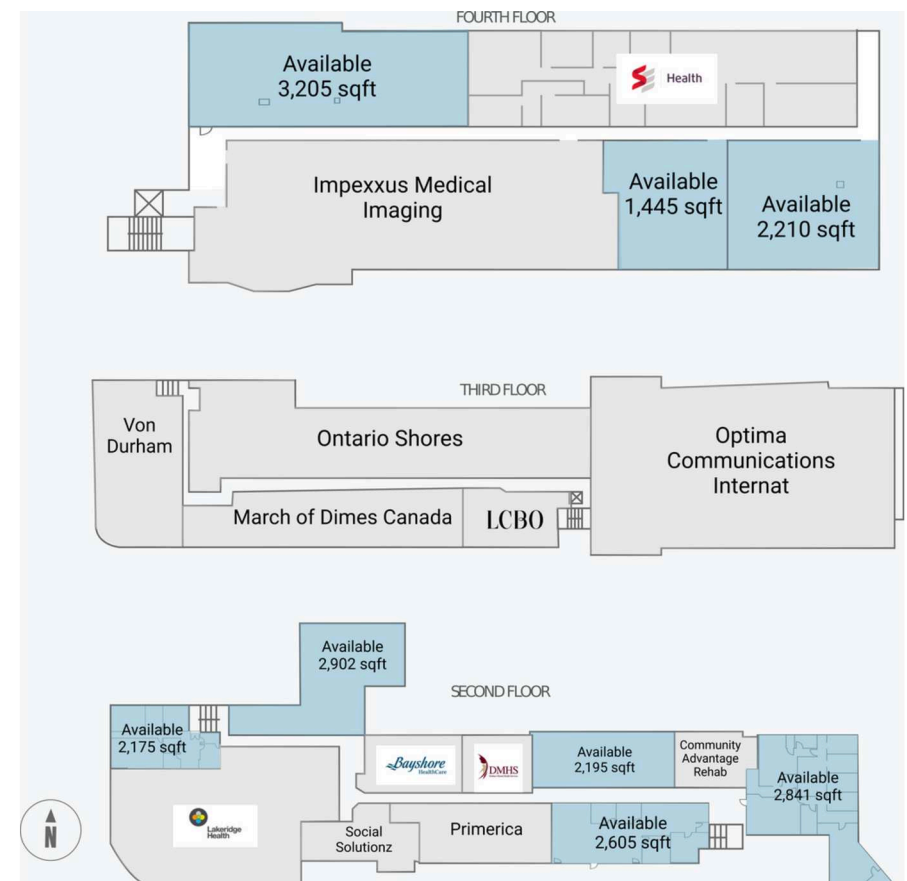 FOURTH FLOOR
Available
3,205 sqft
Health
Impexxus Medical
Imaging
Available
1,445 sqft
Available
2,210 sqft
THIRD FLOOR
Von
Durham
Ontario Shores
Optima
Communications
Internat
March of Dimes Canada
LCBO
SECOND FLOOR
Available
2,902 sqft
Available
2,175 sqft
Bayshore
HealthCare
DMHS
Available
2,195 sqft
Community
Advantage
Rehab
Available
2,841 sqft
Lakeridge
Health
Social
Solutionz
Primerica
Available
2,605 sqft
N